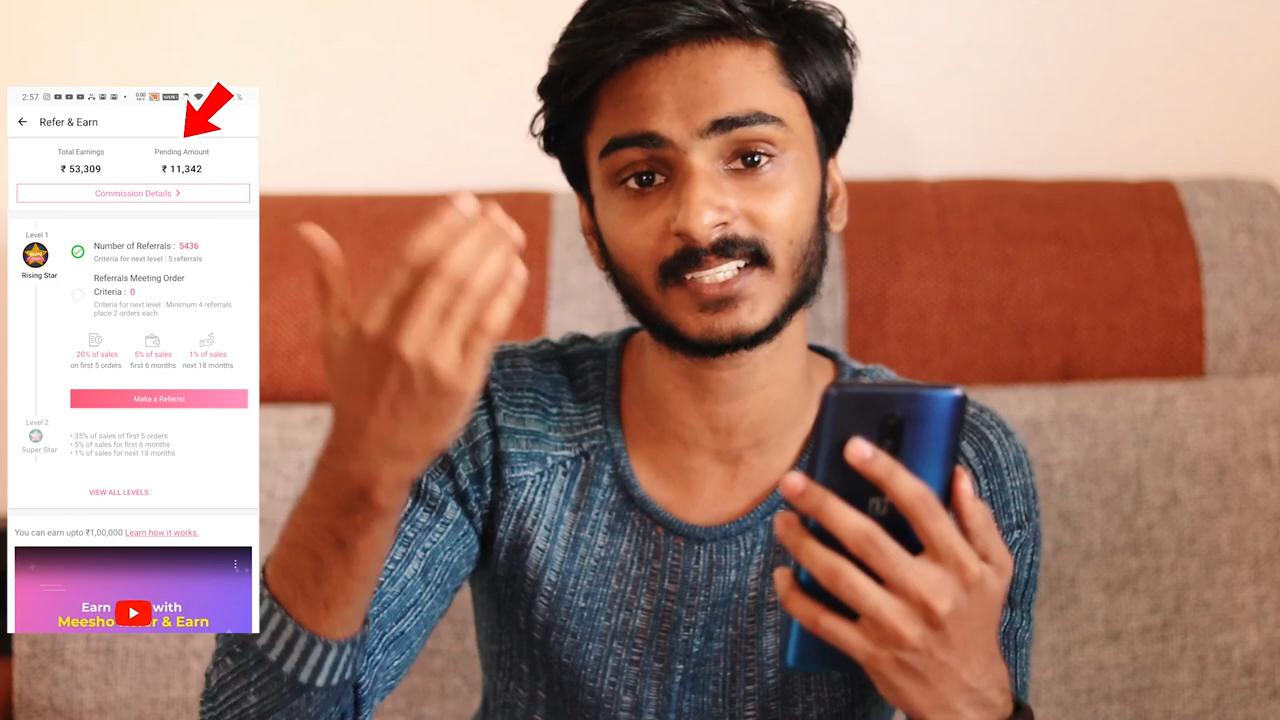 2:57
Refer & Earn
Total Earnings
Pending Amount
₹ 53,309
₹ 11,342
Commission Details
Level 1
Rising Star
Number of Referrals : 5436
Criteria for next level : 5 referrals
Referrals Meeting Order
Criteria : 0
Criteria for next level : Minimum 4 referrals
place 2 orders each
20% of sales
on first 5 orders
5% of sales
first 6 months
1% of sales
next 18 months
Make a Referral
Level 2
Super Star
• 35% of sales of first 5 orders
• 5% of sales for first 6 months
• 1% of sales for next 18 months
VIEW ALL LEVELS
You can earn upto ₹1,00,000 Learn how it works.
Earn with
Meesho & Earn